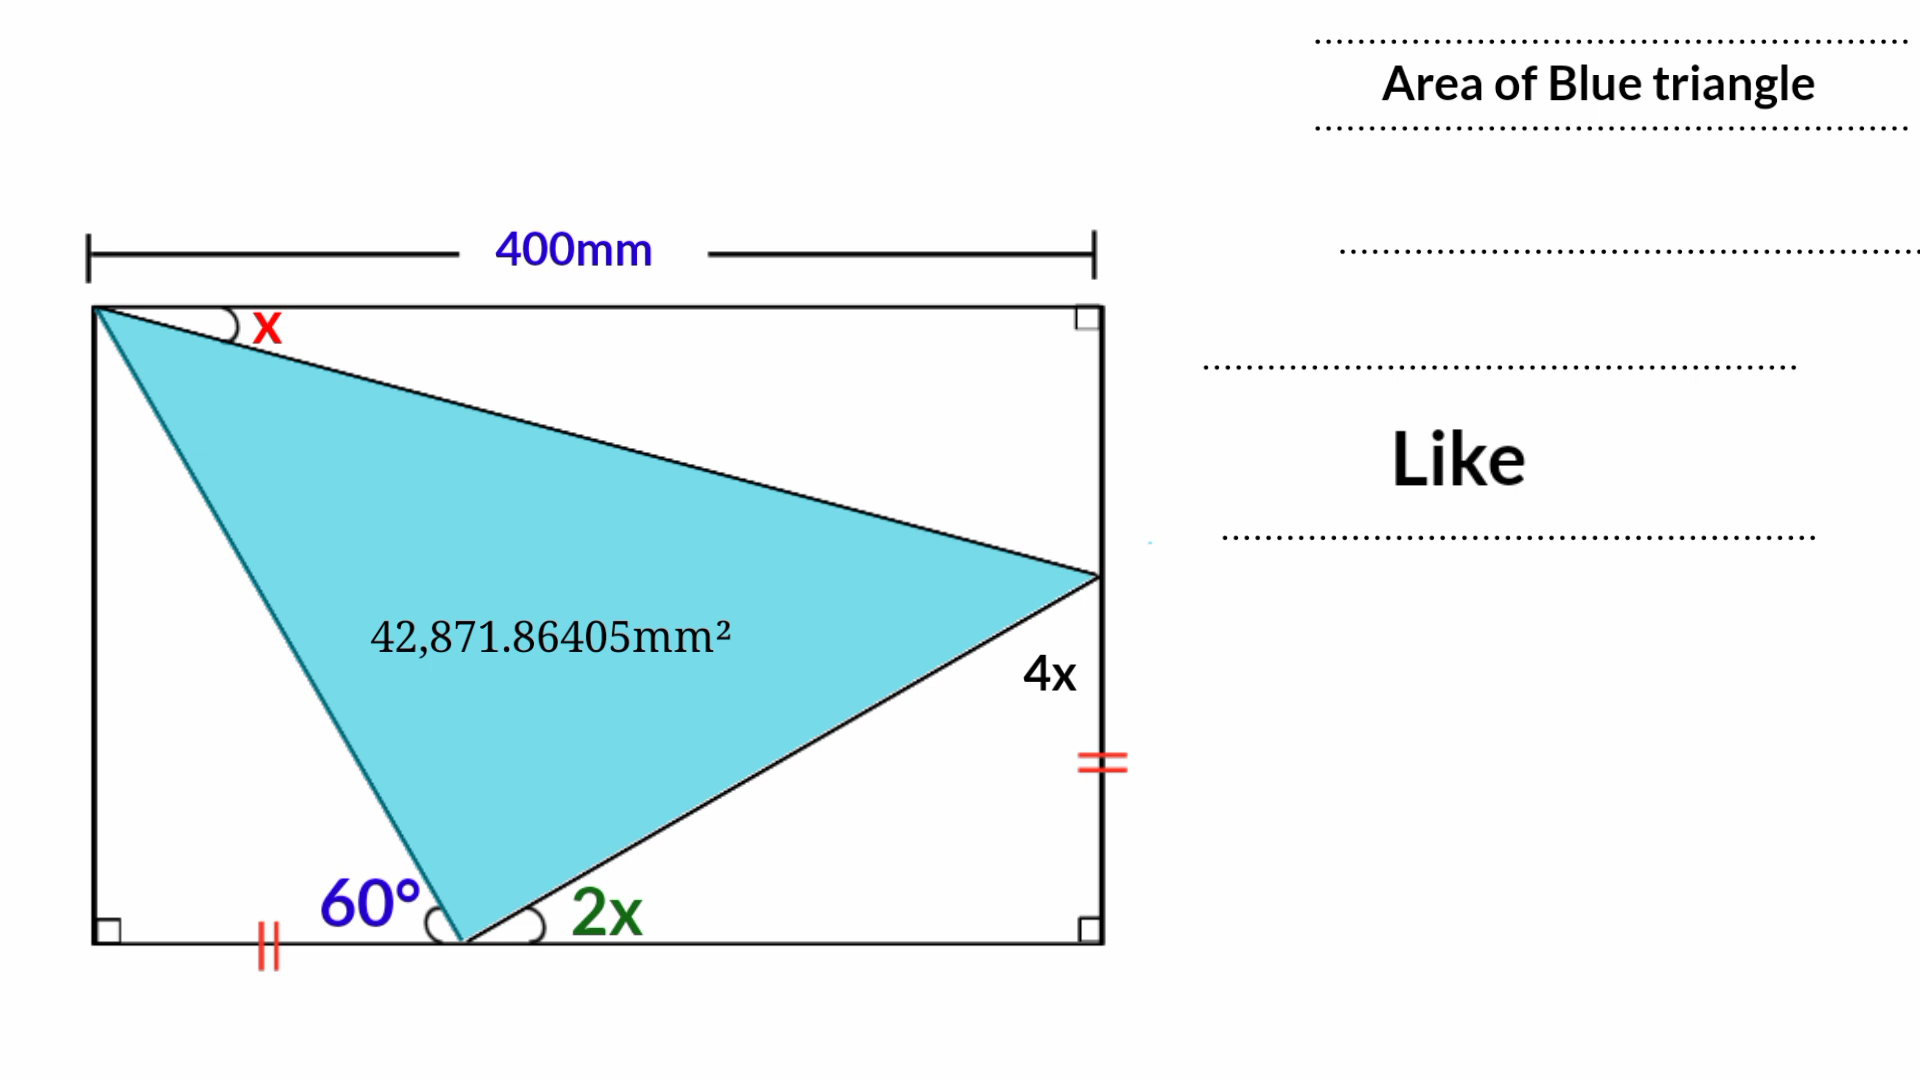 Area of Blue triangle
400mm
x
Like
42,871.86405mm²
4x
60°
2x